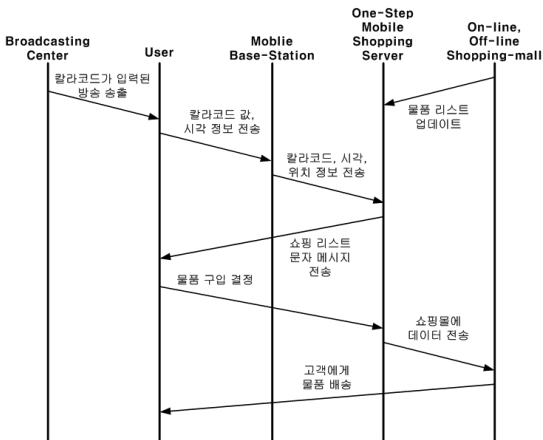 Broadcasting
Center
User
Moblie
Base-Station
One-Step
Mobile
Shopping
Server
On-line,
Off-line
Shopping-mall
칼라코드가 입력된
방송 송출
물품 리스트
업데이트
칼라코드 값,
시각 정보 전송
칼라코드, 시각,
위치 정보 전송
쇼핑 리스트
문자 메시지
전송
물품 구입 결정
쇼핑몰에
데이터 전송
고객에게
물품 배송